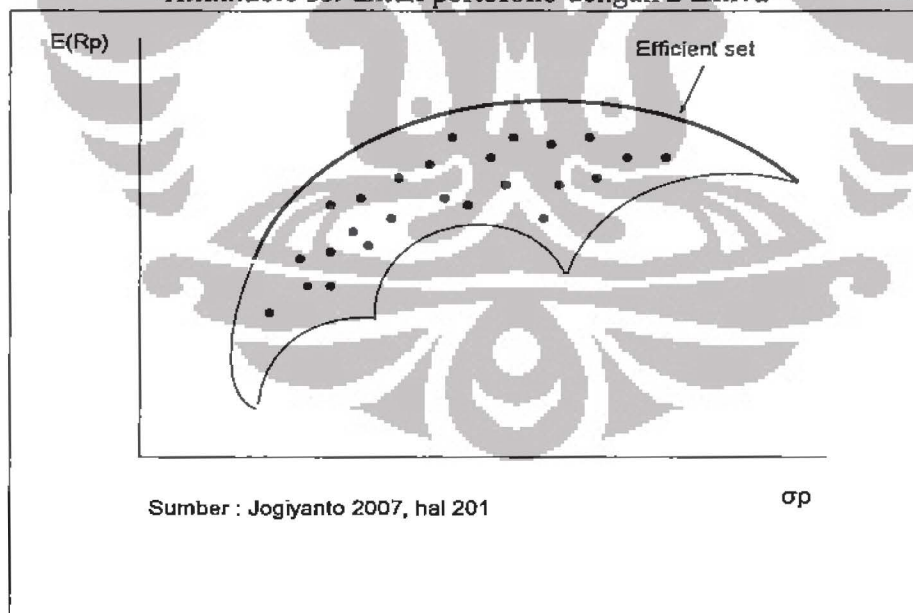 E(Rp)
Efficient set
Sumber : Jogiyanto 2007, hal 201
σp